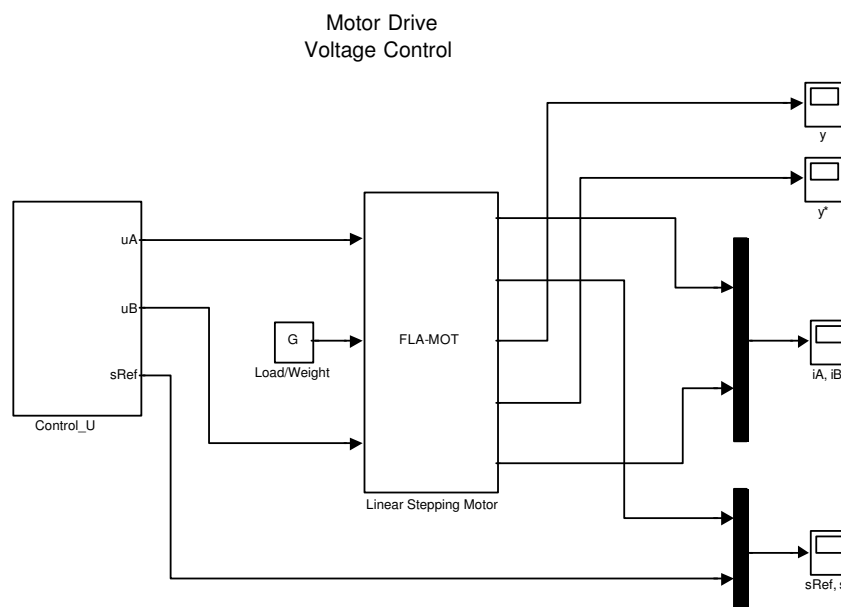 Motor Drive
Voltage Control
y
y*
uA
uB
sRef
Control_U
G
Load/Weight
FLA-MOT
Linear Stepping Motor
iA, iB
sRef, s